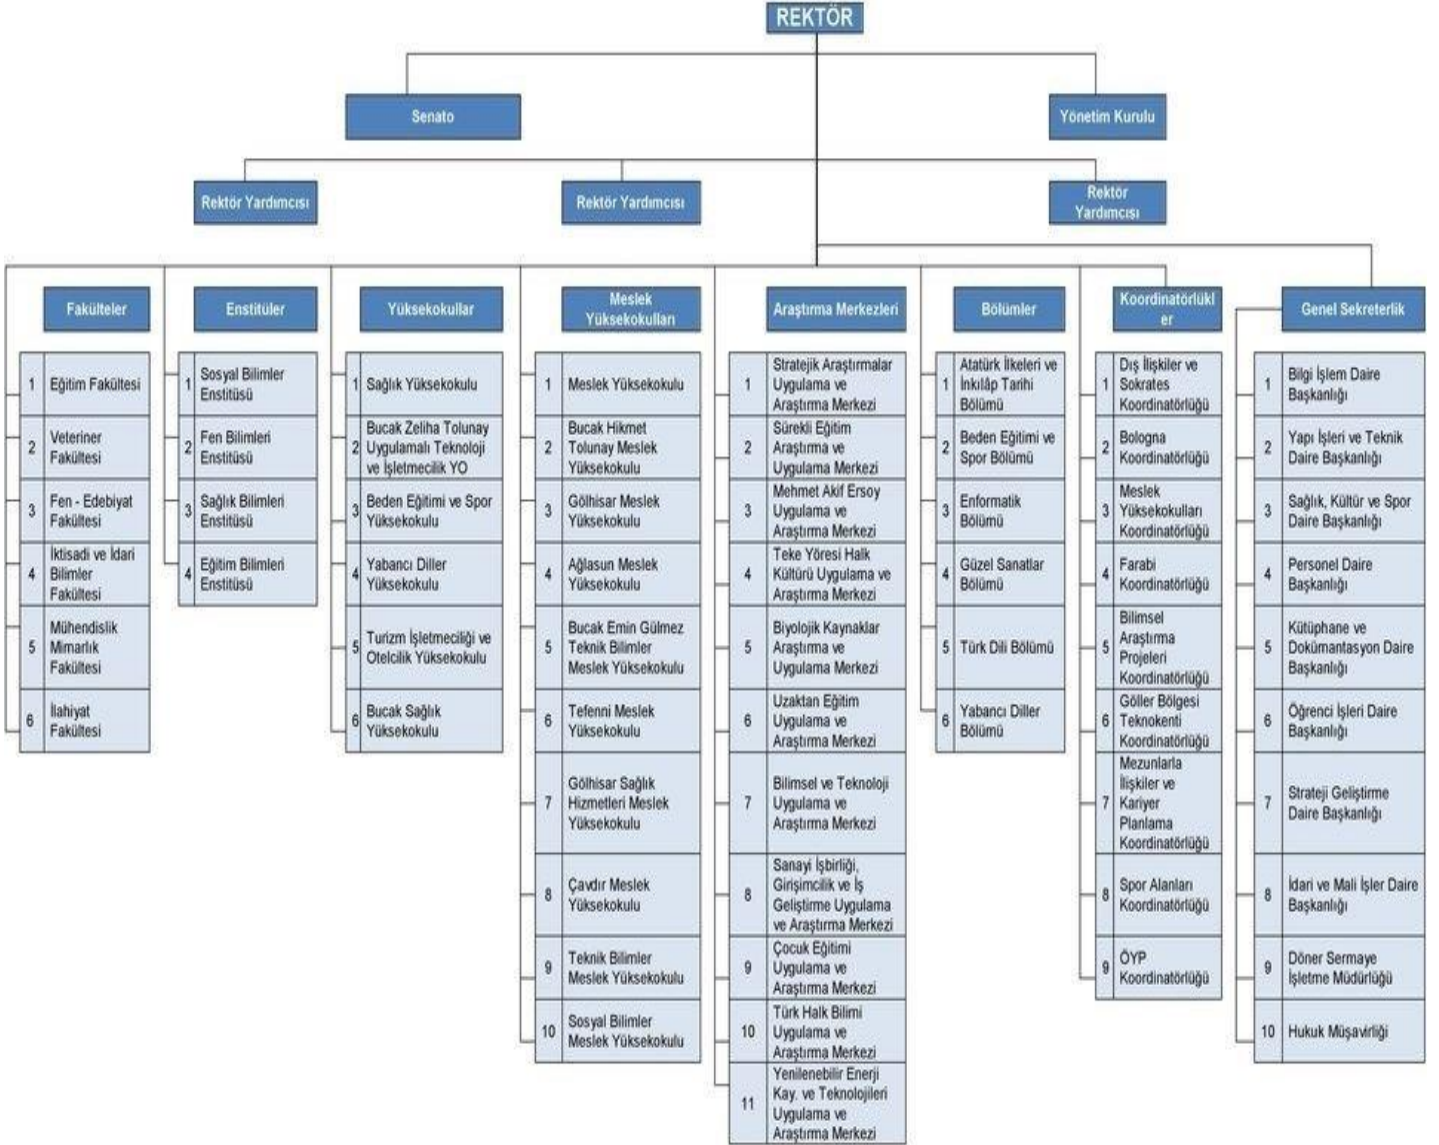 REKTÖR
Senato
Yönetim Kurulu
Rektör Yardımcısı
Rektör Yardımcısı
Rektör
Yardımcısı
Fakülteler
1 Eğitim Fakültesi
2 Veteriner
Fakültesi
3 Fen - Edebiyat
Fakültesi
4 İktisadi ve İdari
Bilimler
Fakültesi
5 Mühendislik
Mimarlık
Fakültesi
6 İlahiyat
Fakültesi
Enstitüler
1 Sosyal Bilimler
Enstitüsü
2 Fen Bilimleri
Enstitüsü
3 Sağlık Bilimleri
Enstitüsü
4 Eğitim Bilimleri
Enstitüsü
Yüksekokullar
1 Sağlık Yüksekokulu
2 Bucak Zeliha Tolunay
Uygulamalı Teknoloji
ve İşletmecilik YO
3 Beden Eğitimi ve Spor
Yüksekokulu
4 Yabancı Diller
Yüksekokulu
5 Turizm İşletmeciliği ve
Otelcilik Yüksekokulu
6 Bucak Sağlık
Yüksekokulu
Meslek
Yüksekokulları
1 Meslek Yüksekokulu
2 Bucak Hikmet
Tolunay Meslek
Yüksekokulu
3 Gölhisar Meslek
Yüksekokulu
4 Ağlasun Meslek
Yüksekokulu
5 Bucak Emin Gülmez
Teknik Bilimler
Meslek Yüksekokulu
6 Tefenni Meslek
Yüksekokulu
7 Gölhisar Sağlık
Hizmetleri Meslek
Yüksekokulu
8 Çavdır Meslek
Yüksekokulu
9 Teknik Bilimler
Meslek Yüksekokulu
10 Sosyal Bilimler
Meslek Yüksekokulu
Araştırma Merkezleri
1 Stratejik Araştırmalar
Uygulama ve
Araştırma Merkezi
2 Sürekli Eğitim
Araştırma ve
Uygulama Merkezi
3 Mehmet Akif Ersoy
Uygulama ve
Araştırma Merkezi
4 Teke Yöresi Halk
Kültürü Uygulama ve
Araştırma Merkezi
5 Biyolojik Kaynaklar
Araştırma ve
Uygulama Merkezi
6 Uzaktan Eğitim
Uygulama ve
Araştırma Merkezi
7 Bilimsel ve Teknoloji
Uygulama ve
Araştırma Merkezi
8 Sanayi İşbirliği,
Girişimcilik ve İş
Geliştirme Uygulama
ve Araştırma Merkezi
9 Çocuk Eğitimi
Uygulama ve
Araştırma Merkezi
10 Türk Halk Bilimi
Uygulama ve
Araştırma Merkezi
11 Yenilenebilir Enerji
Kay. ve Teknolojileri
Uygulama ve
Araştırma Merkezi
Bölümler
1 Atatürk İlkeleri ve
İnkılâp Tarihi
Bölümü
2 Beden Eğitimi ve
Spor Bölümü
3 Enformatik
Bölümü
4 Güzel Sanatlar
Bölümü
5 Türk Dili Bölümü
6 Yabancı Diller
Bölümü
Koordinatörlükl
er
1 Dış İlişkiler ve
Sokrates
Koordinatörlüğü
2 Bologna
Koordinatörlüğü
3 Meslek
Yüksekokulları
Koordinatörlüğü
4 Farabi
Koordinatörlüğü
5 Bilimsel
Araştırma
Projeleri
Koordinatörlüğü
6 Göller Bölgesi
Teknokenti
Koordinatörlüğü
7 Mezunlarla
İlişkiler ve
Kariyer
Planlama
Koordinatörlüğü
8 Spor Alanları
Koordinatörlüğü
9 ÖYP
Koordinatörlüğü
Genel Sekreterlik
1 Bilgi İşlem Daire
Başkanlığı
2 Yapı İşleri ve Teknik
Daire Başkanlığı
3 Sağlık, Kültür ve Spor
Daire Başkanlığı
4 Personel Daire
Başkanlığı
5 Kütüphane ve
Dokümantasyon Daire
Başkanlığı
6 Öğrenci İşleri Daire
Başkanlığı
7 Strateji Geliştirme
Daire Başkanlığı
8 İdari ve Mali İşler Daire
Başkanlığı
9 Döner Sermaye
İşletme Müdürlüğü
10 Hukuk Müşavirliği